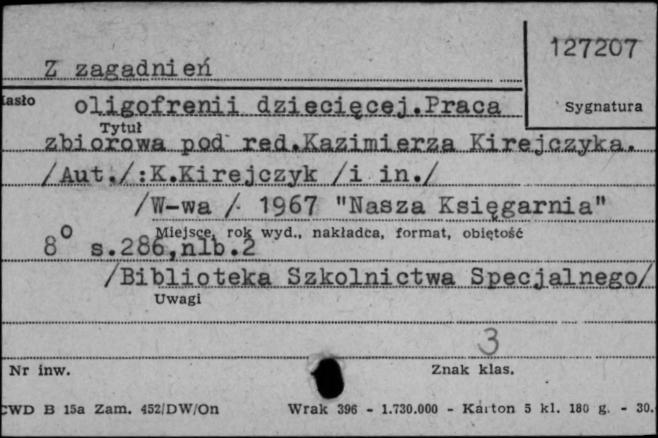 127207
Z zagadnień
Hasło oligofrenii dziecięcej.Praca
Sygnatura
Tytuł
zbiorowa pod red.Kazimierza Kirejczyka.
/Aut./:K.Kirejczyk /i in./
/W-wa /. 1967 "Nasza Księgarnia"
Miejsce, rok wyd., nakładca, format, objętość
8° s.286,nlb.2
/Biblioteka Szkolnictwa Specjalnego/
Uwagi
3
Nr inw. Znak klas.
CWD B 15a Zam. 452/DW/On Wrak 396 - 1.730.000 - Karton 5 kl. 180 g. - 30.